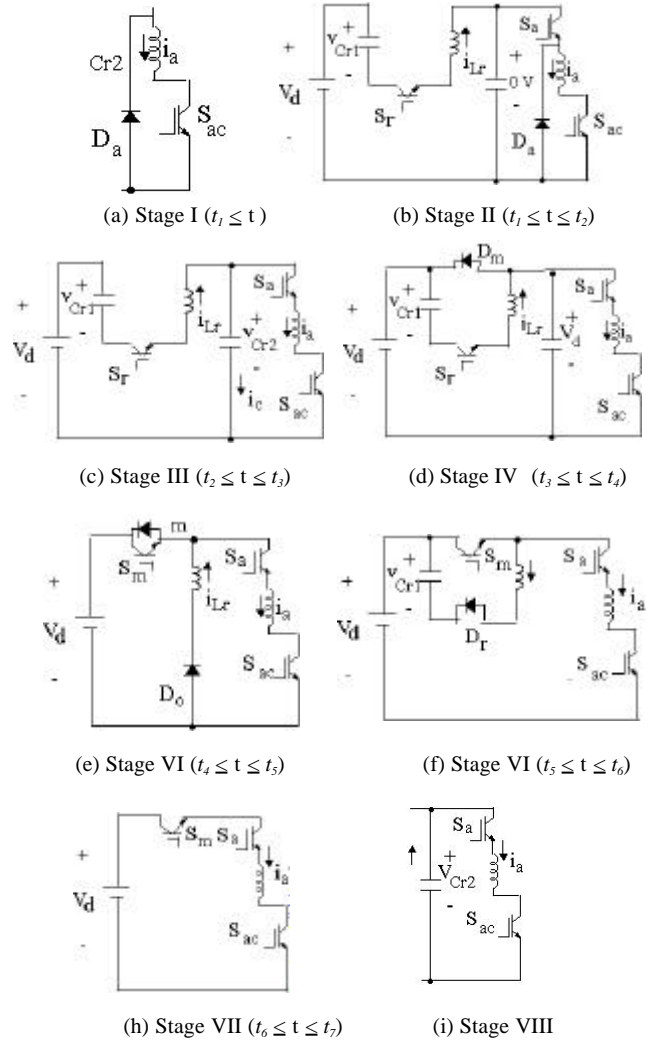 Cr2 i_a
D_a S_ac
(a) Stage I (t_1 ≤ t )
+ v_Cr1 + - V_d - S_r i_Lr + 0 V - S_a i_a D_a S_ac
(b) Stage II (t_1 ≤ t ≤ t_2)
+ v_Cr1 + - V_d - S_r i_Lr + v_Cr2 - i_c S_a i_a S_ac
(c) Stage III (t_2 ≤ t ≤ t_3)
D_m + v_Cr1 + - V_d - S_r i_Lr + V_d - S_a i_a S_ac
(d) Stage IV (t_3 ≤ t ≤ t_4)
m S_m + V_d - i_Lr D_o S_a i_a S_ac
(e) Stage VI (t_4 ≤ t ≤ t_5)
+ v_Cr1 + - V_d - S_m D_r S_a i_a S_ac
(f) Stage VI (t_5 ≤ t ≤ t_6)
+ V_d - S_m S_a i_a S_ac
(h) Stage VII (t_6 ≤ t ≤ t_7)
+ V_Cr2 - S_a i_a S_ac
(i) Stage VIII